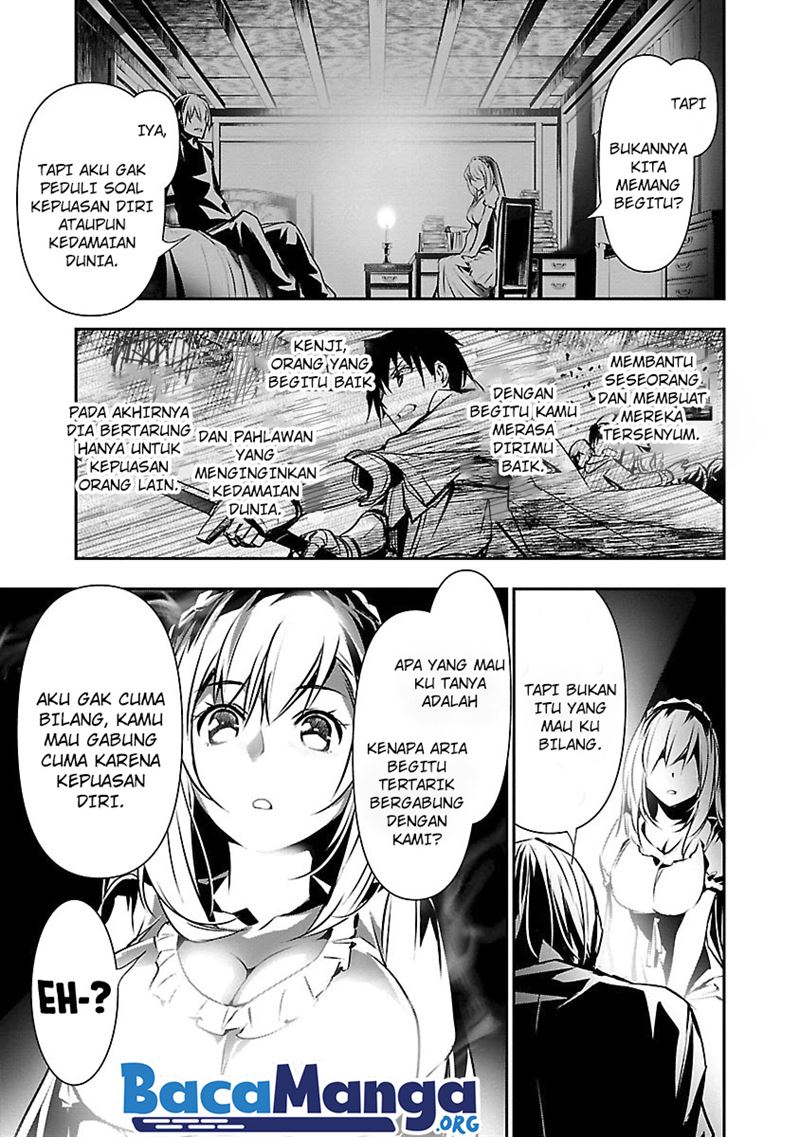 TAPI
BUKANNYA
KITA
MEMANG
BEGITU?
IYA,
TAPI AKU GAK
PEDULI SOAL
KEPUASAN DIRI
ATAUPUN
KEDAMAIAN
DUNIA.
MEMBANTU
SESEORANG
DAN MEMBUAT
MEREKA
TERSENYUM.
DENGAN
BEGITU KAMU
MERASA
DIRIMU
BAIK.
KENJI,
ORANG YANG
BEGITU BAIK
DAN PAHLAWAN
YANG
MENGINGINKAN
KEDAMAIAN
DUNIA.
PADA AKHIRNYA
DIA BERTARUNG
HANYA UNTUK
KEPUASAN
ORANG LAIN.
TAPI BUKAN
ITU YANG
MAU KU
BILANG.
APA YANG MAU
KU TANYA
ADALAH
KENAPA ARIA
BEGITU
TERTARIK
BERGABUNG
DENGAN
KAMI?
AKU GAK CUMA
BILANG, KAMU
MAU GABUNG
CUMA KARENA
KEPUASAN
DIRI.
EH-?
BacaManga
.ORG